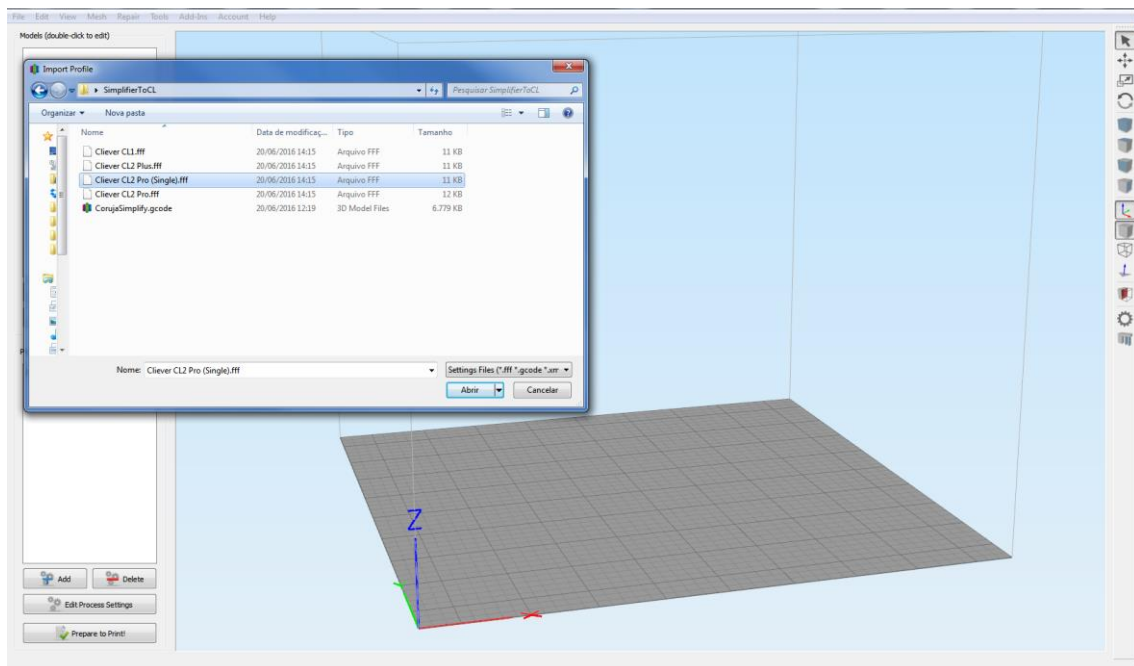 File Edit View Mesh Repair Tools Add-Ins Account Help
Models (double-click to edit)
Import Profile
SimplifierToCL
Pesquisar SimplifierToCL
Organizar Nova pasta
Nome Data de modificaç... Tipo Tamanho
Cliever CL1.fff 20/06/2016 14:15 Arquivo FFF 11 KB
Cliever CL2 Plus.fff 20/06/2016 14:15 Arquivo FFF 11 KB
Cliever CL2 Pro (Single).fff 20/06/2016 14:15 Arquivo FFF 11 KB
Cliever CL2 Pro.fff 20/06/2016 14:15 Arquivo FFF 12 KB
CorujaSimplify.gcode 20/06/2016 12:19 3D Model Files 6.779 KB
Nome: Cliever CL2 Pro (Single).fff
Settings Files (*.fff *.gcode *.xm
Abrir Cancelar
Z
Add Delete
Edit Process Settings
Prepare to Print!